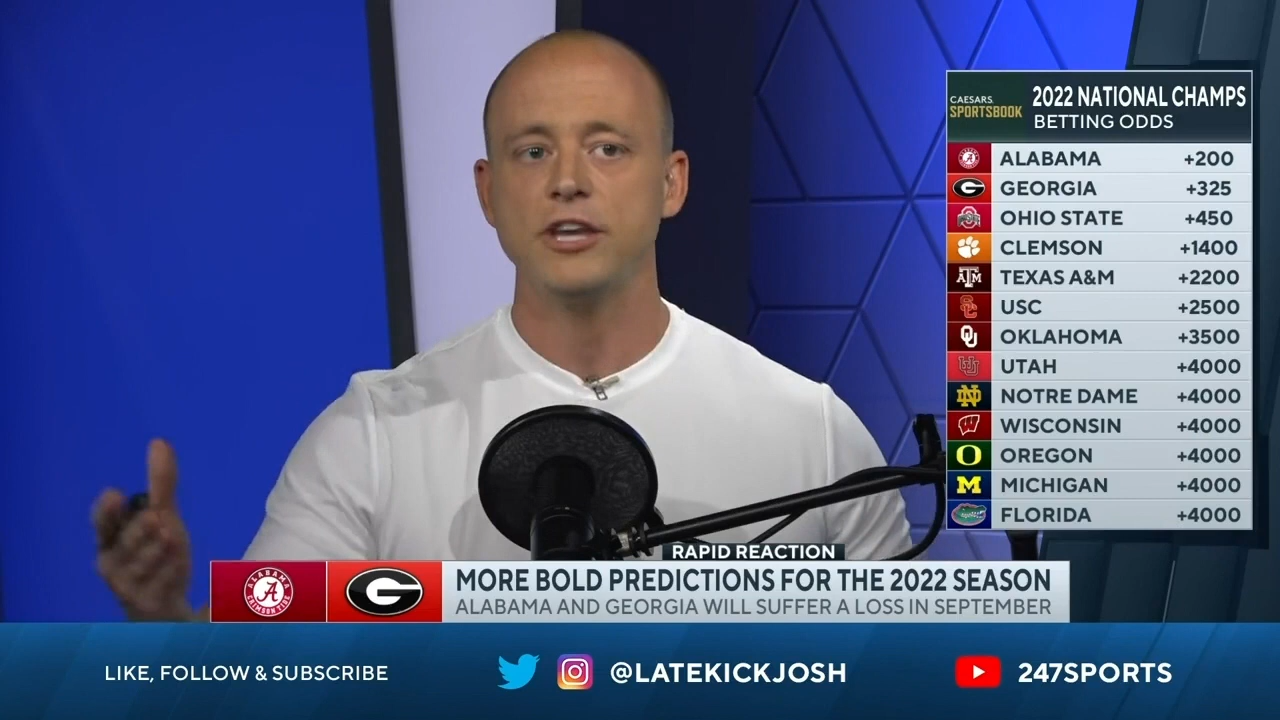 CAESARS
SPORTSBOOK
2022 NATIONAL CHAMPS
BETTING ODDS
ALABAMA +200
GEORGIA +325
OHIO STATE +450
CLEMSON +1400
TEXAS A&M +2200
USC +2500
OKLAHOMA +3500
UTAH +4000
NOTRE DAME +4000
WISCONSIN +4000
OREGON +4000
MICHIGAN +4000
FLORIDA +4000
RAPID REACTION
MORE BOLD PREDICTIONS FOR THE 2022 SEASON
ALABAMA AND GEORGIA WILL SUFFER A LOSS IN SEPTEMBER
ALABAMA
A
CRIMSON TIDE
G
LIKE, FOLLOW & SUBSCRIBE
@LATEKICKJOSH
247SPORTS